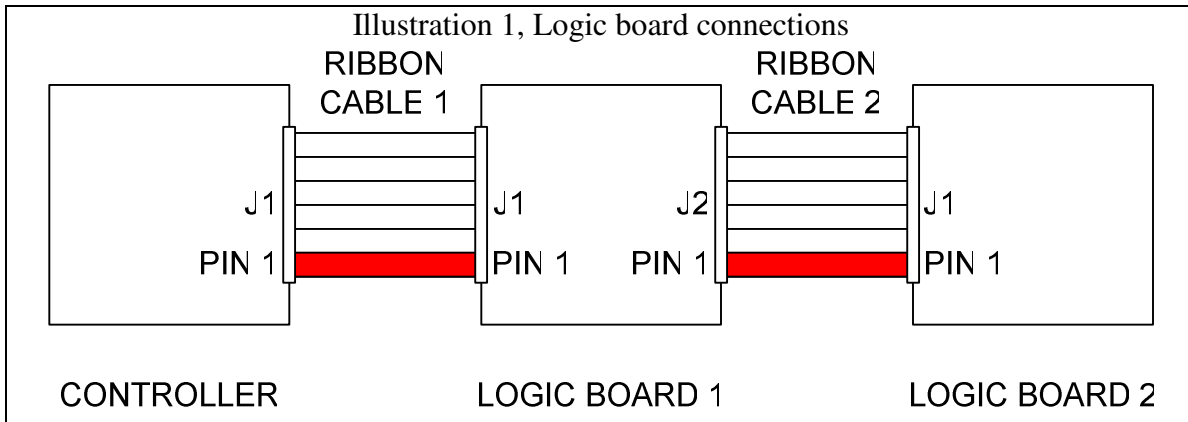 Illustration 1, Logic board connections
RIBBON
CABLE 1
RIBBON
CABLE 2
J1
J1
J2
J1
PIN 1
PIN 1
PIN 1
PIN 1
CONTROLLER
LOGIC BOARD 1
LOGIC BOARD 2